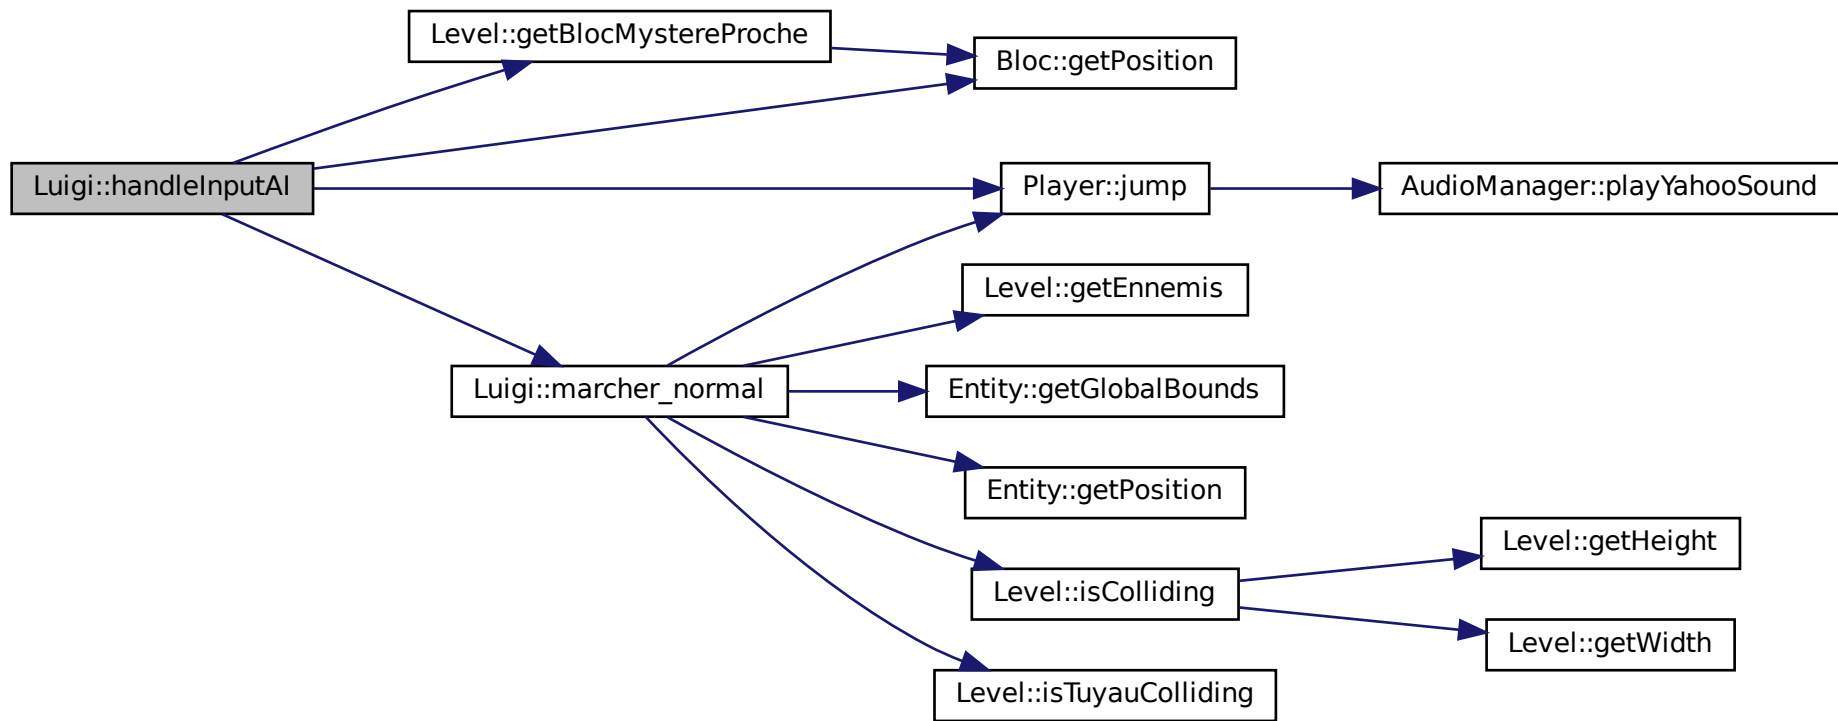 Level::getBlocMystereProche
Bloc::getPosition
Luigi::handleInputAI
Player::jump
AudioManager::playYahooSound
Level::getEnnemis
Luigi::marcher_normal
Entity::getGlobalBounds
Entity::getPosition
Level::getHeight
Level::isColliding
Level::getWidth
Level::isTuyauColliding